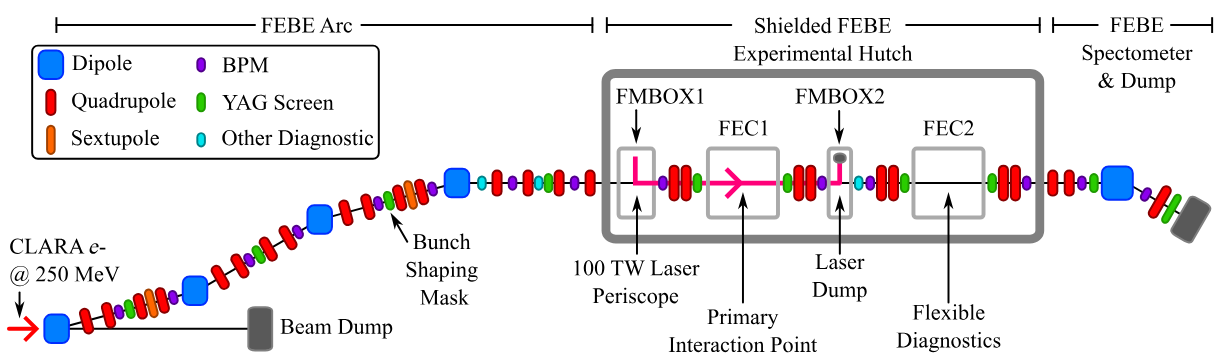 FEBE Arc
Shielded FEBE
Experimental Hutch
FEBE
Spectometer
& Dump
Dipole
BPM
Quadrupole
YAG Screen
Sextupole
Other Diagnostic
FMBOX1
FMBOX2
FEC1
FEC2
CLARA e-
@ 250 MeV
Bunch
Shaping
Mask
100 TW Laser
Periscope
Laser
Dump
Primary
Interaction Point
Flexible
Diagnostics
Beam Dump